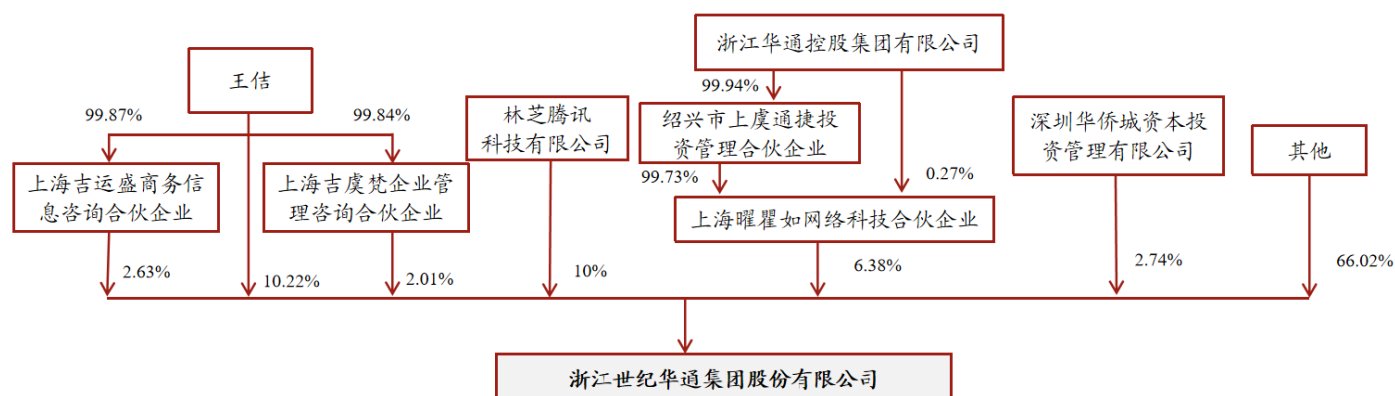 浙江华通控股集团有限公司
王佶
99.94%
99.87%
99.84%
林芝腾讯
科技有限公司
绍兴市上虞通捷投
资管理合伙企业
深圳华侨城资本投
资管理有限公司
其他
99.73%
0.27%
上海吉运盛商务信
息咨询合伙企业
上海吉虞梵企业管
理咨询合伙企业
上海曜瞿如网络科技合伙企业
2.63%
10.22%
2.01%
10%
6.38%
2.74%
66.02%
浙江世纪华通集团股份有限公司